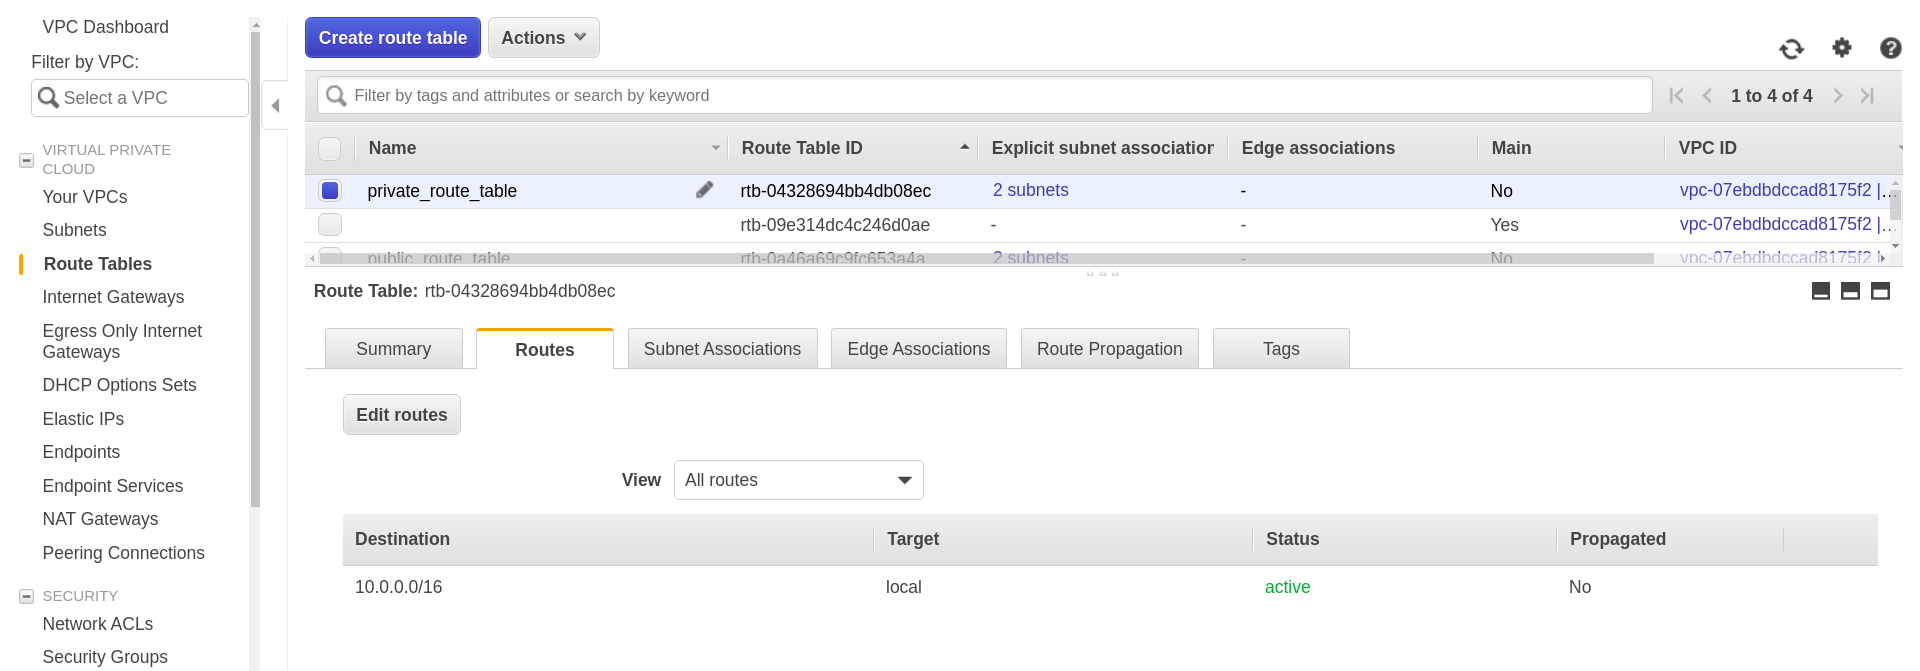 VPC Dashboard
Filter by VPC:
Select a VPC
VIRTUAL PRIVATE
CLOUD
Your VPCs
Subnets
Route Tables
Internet Gateways
Egress Only Internet
Gateways
DHCP Options Sets
Elastic IPs
Endpoints
Endpoint Services
NAT Gateways
Peering Connections
SECURITY
Network ACLs
Security Groups
Create route table Actions
Filter by tags and attributes or search by keyword 1 to 4 of 4
Name Route Table ID Explicit subnet association Edge associations Main VPC ID
private_route_table rtb-04328694bb4db08ec 2 subnets - No vpc-07ebdbdccad8175f2 |...
rtb-09e314dc4c246d0ae - - Yes vpc-07ebdbdccad8175f2 |...
public_route_table rtb-0a46a69c9fc653a4a 2 subnets - No vpc-07ebdbdccad8175f2 |
Route Table: rtb-04328694bb4db08ec
Summary Routes Subnet Associations Edge Associations Route Propagation Tags
Edit routes
View All routes
Destination Target Status Propagated
10.0.0.0/16 local active No